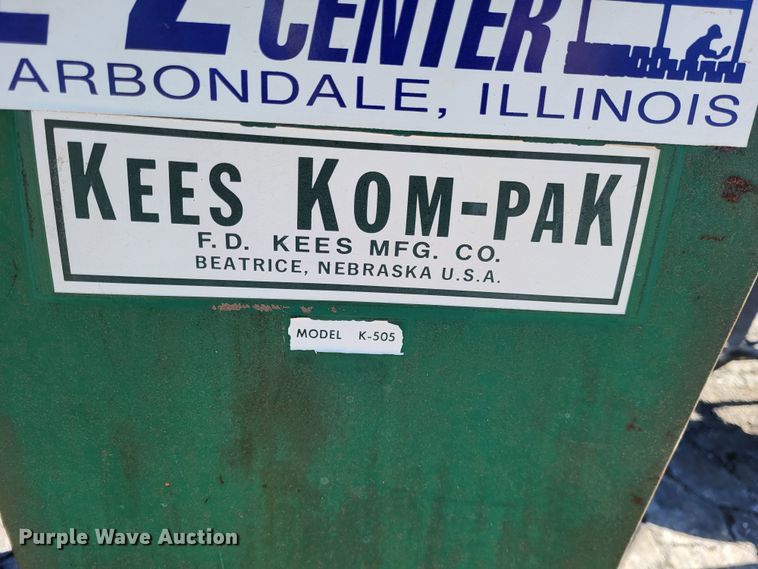 CENTER
ARBONDALE, ILLINOIS
KEES KOM-PAK
F.D. KEES MFG. CO.
BEATRICE, NEBRASKA U.S.A.
MODEL K-505
Purple Wave Auction